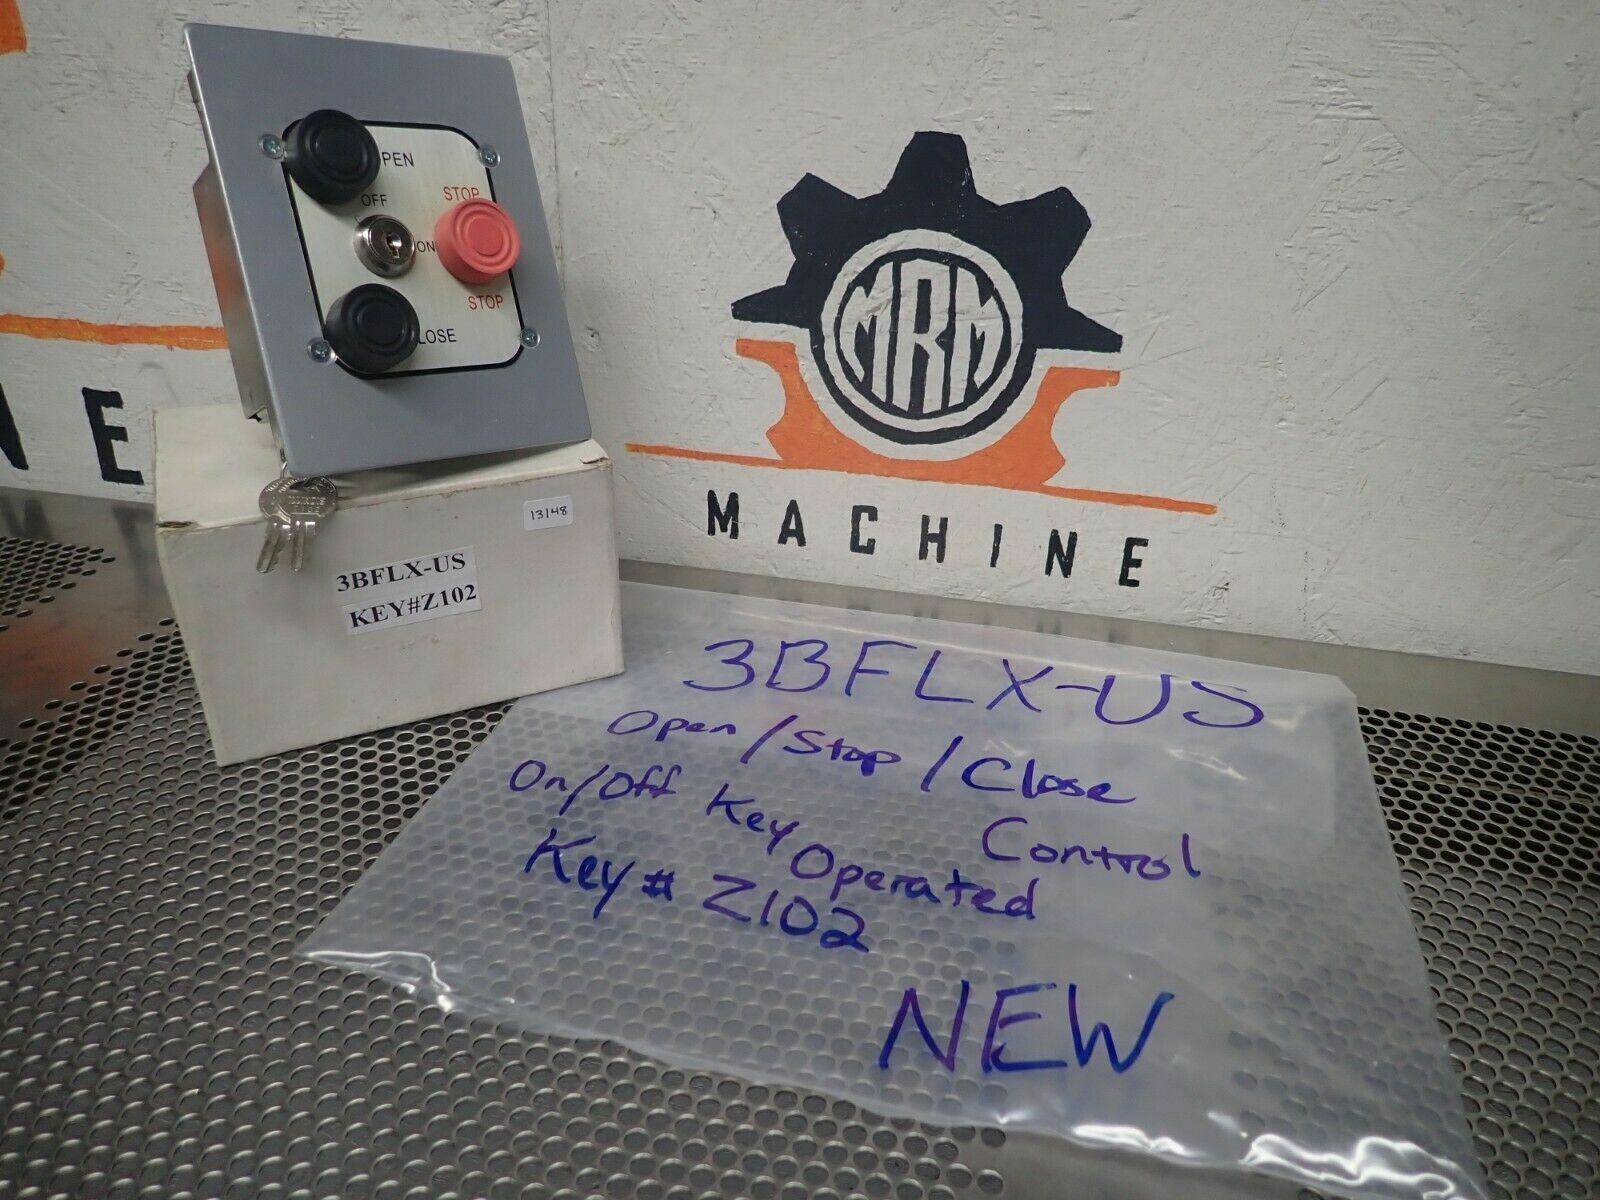 OPEN
OFF
STOP
ON
STOP
CLOSE
13148
3BFLX-US
KEY#Z102
MRM
MACHINE
NE
3BFLX-US
Open/Stop/Close
Control
On/Off Key Operated
Key# Z102
NEW